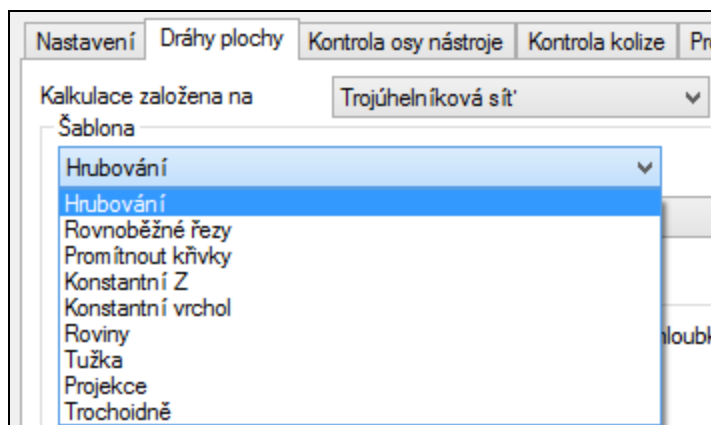 Nastavení Dráhy plochy Kontrola osy nástroje Kontrola kolize
Kalkulace založena na Trojúhelníková síť
Šablona
Hrubování
Hrubování
Rovnoběžné řezy
Promítnout křivky
Konstantní Z
Konstantní vrchol
Roviny
Tužka
Projekce
Trochoidně